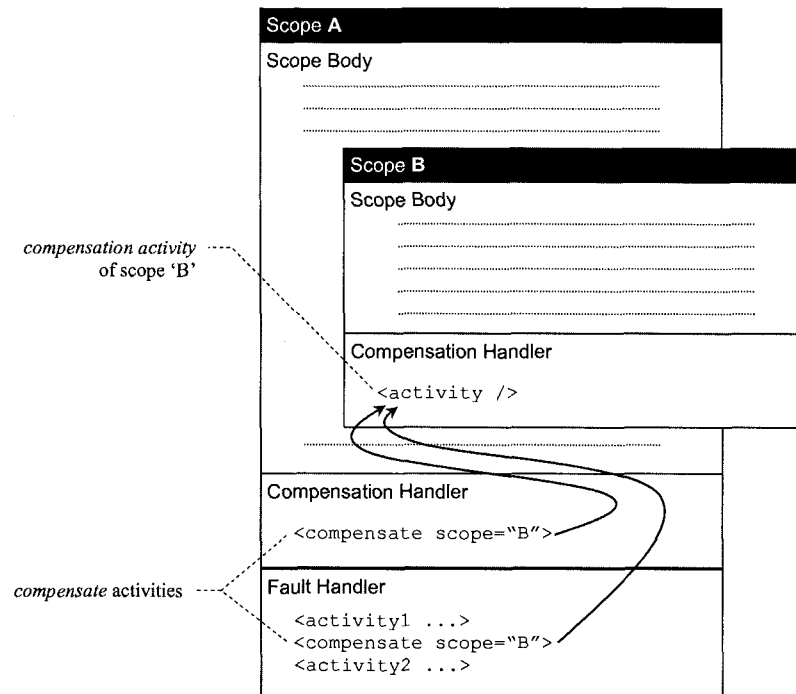 Scope A
Scope Body
Scope B
Scope Body
compensation activity
of scope ‘B’
Compensation Handler
<activity />
Compensation Handler
<compensate scope="B">
compensate activities
Fault Handler
<activity1 ...>
<compensate scope="B">
<activity2 ...>